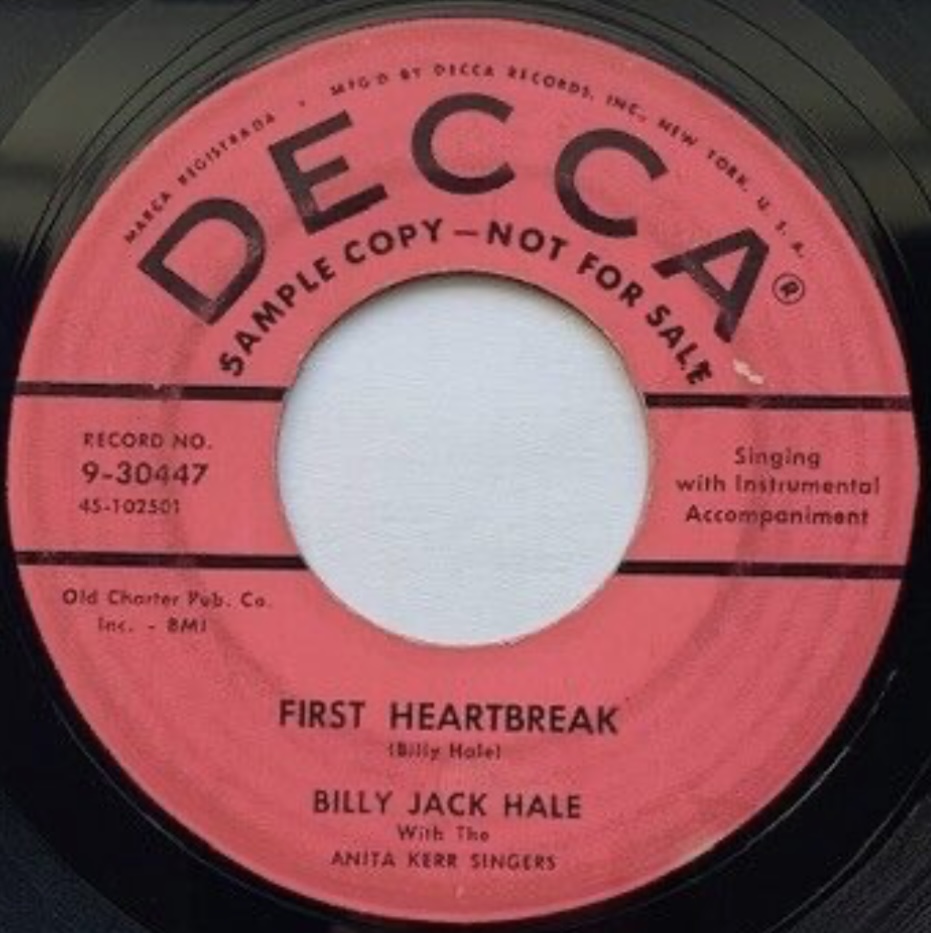 MARCA REGISTRADA • MFG'D BY DECCA RECORDS, INC., NEW YORK, U. S. A.
DECCA®
SAMPLE COPY—NOT FOR SALE
RECORD NO.
9-30447
45-102501
Singing
with Instrumental
Accompaniment
Old Charter Pub. Co.
Inc. - BMI
FIRST HEARTBREAK
(Billy Hale)
BILLY JACK HALE
With The
ANITA KERR SINGERS